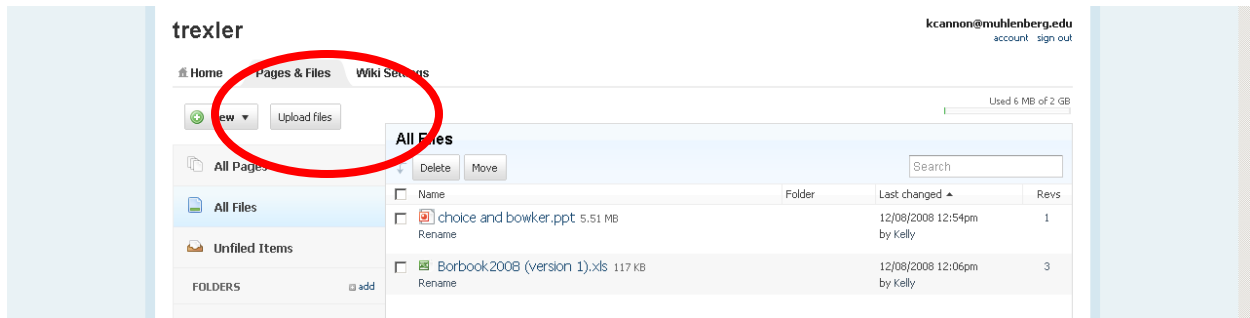 trexler
kcannon@muhlenberg.edu
account sign out
Home Pages & Files Wiki Settings
Used 6 MB of 2 GB
New Upload files
All Files
All Pages
Delete Move Search
Name Folder Last changed Revs
All Files
choice and bowker.ppt 5.51 MB 12/08/2008 12:54pm 1
Rename by Kelly
Unfiled Items
Borbook2008 (version 1).xls 117 KB 12/08/2008 12:06pm 3
Rename by Kelly
FOLDERS add